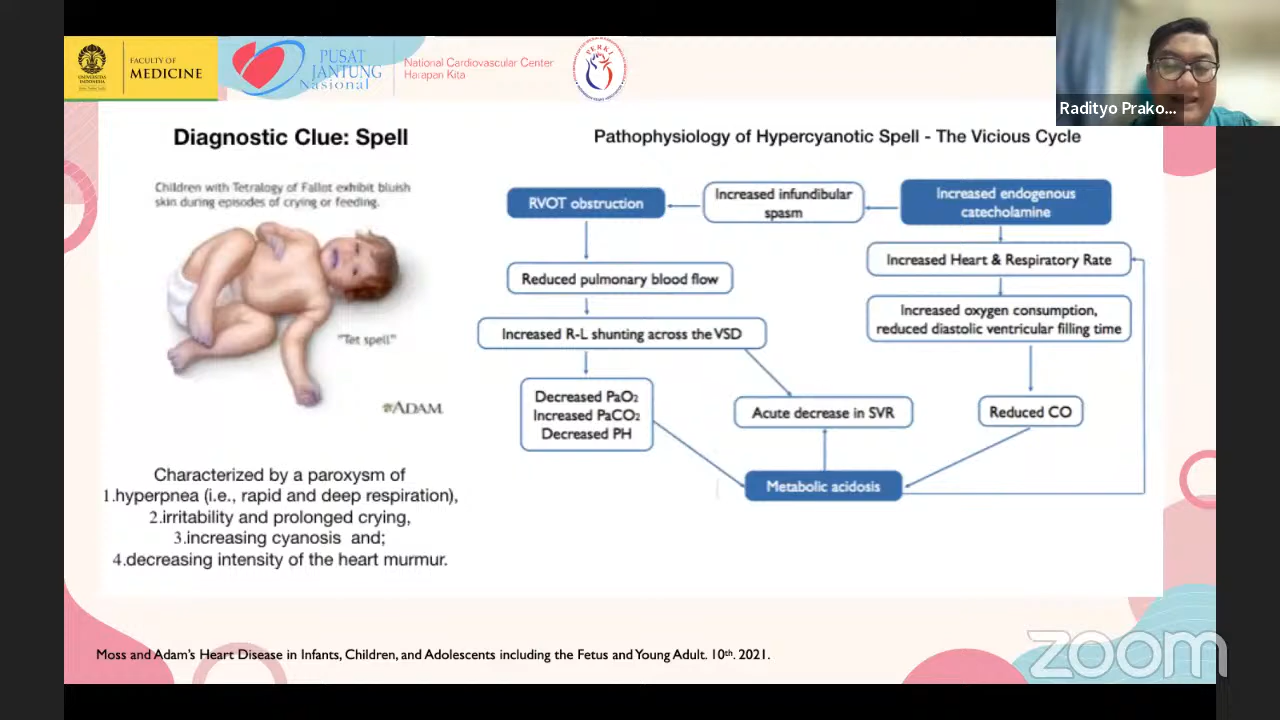 FACULTY OF
MEDICINE
PUSAT
JANTUNG
Nasional
National Cardiovascular Center
Harapan Kita
PERKI
Radityo Prako...
Diagnostic Clue: Spell
Children with Tetralogy of Fallot exhibit bluish
skin during episodes of crying or feeding.
"Tet spell"
ADAM
Characterized by a paroxysm of
1.hyperpnea (i.e., rapid and deep respiration),
2.irritability and prolonged crying,
3.increasing cyanosis and;
4.decreasing intensity of the heart murmur.
Pathophysiology of Hypercyanotic Spell - The Vicious Cycle
RVOT obstruction
Increased infundibular
spasm
Increased endogenous
catecholamine
Reduced pulmonary blood flow
Increased Heart & Respiratory Rate
Increased R-L shunting across the VSD
Increased oxygen consumption,
reduced diastolic ventricular filling time
Decreased PaO2
Increased PaCO2
Decreased PH
Acute decrease in SVR
Reduced CO
Metabolic acidosis
Moss and Adam's Heart Disease in Infants, Children, and Adolescents including the Fetus and Young Adult. 10th. 2021.
zoom